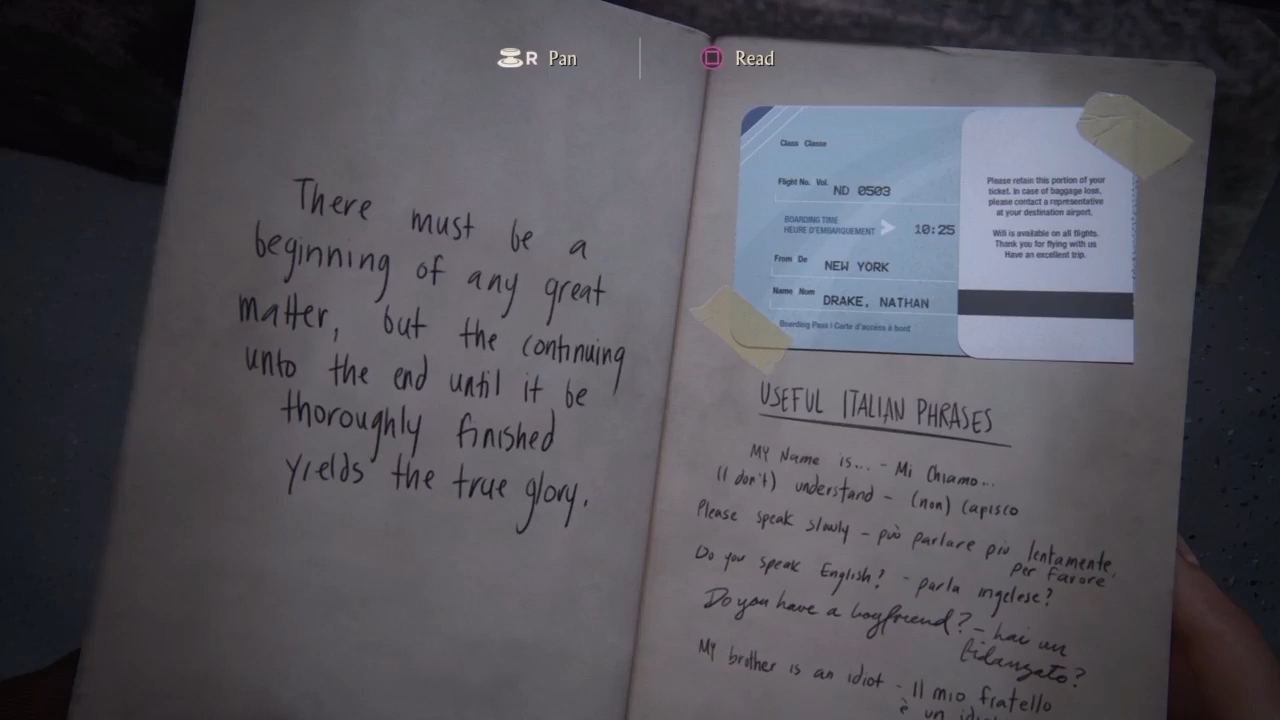 R Pan
Read
There must be a
beginning of any great
matter, but the continuing
unto the end until it be
thoroughly finished
yields the true glory.
Class Classe
Flight No. Vol. ND 0503
BOARDING TIME
HEURE D'EMBARQUEMENT 10:25
From De NEW YORK
Name Nom DRAKE, NATHAN
Boarding Pass | Carte d'accès à bord
Please retain this portion of your
ticket. In case of baggage loss,
please contact a representative
at your destination airport.
Wifi is available on all flights.
Thank you for flying with us
Have an excellent trip.
USEFUL ITALIAN PHRASES
My Name is... - Mi Chiamo...
(I don't) understand - (non) capisco
Please speak slowly - può parlare più lentamente,
per favore
Do you speak English? - parla inglese?
Do you have a boyfriend? - hai un
fidanzato?
My brother is an idiot - Il mio fratello
è un